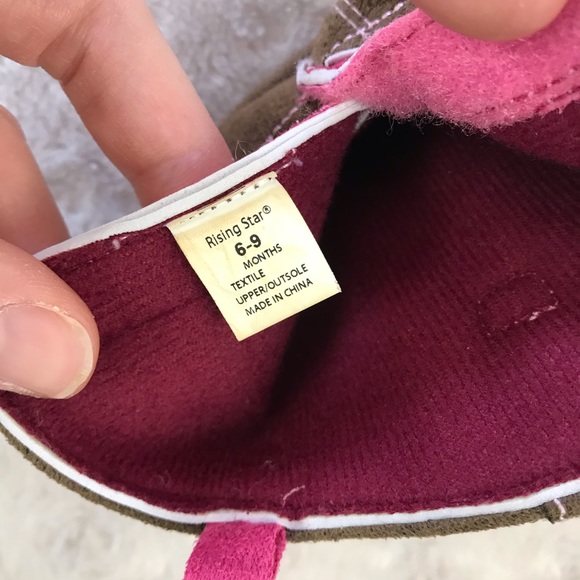 Rising Star®
6-9
MONTHS
TEXTILE
UPPER/OUTSOLE
MADE IN CHINA